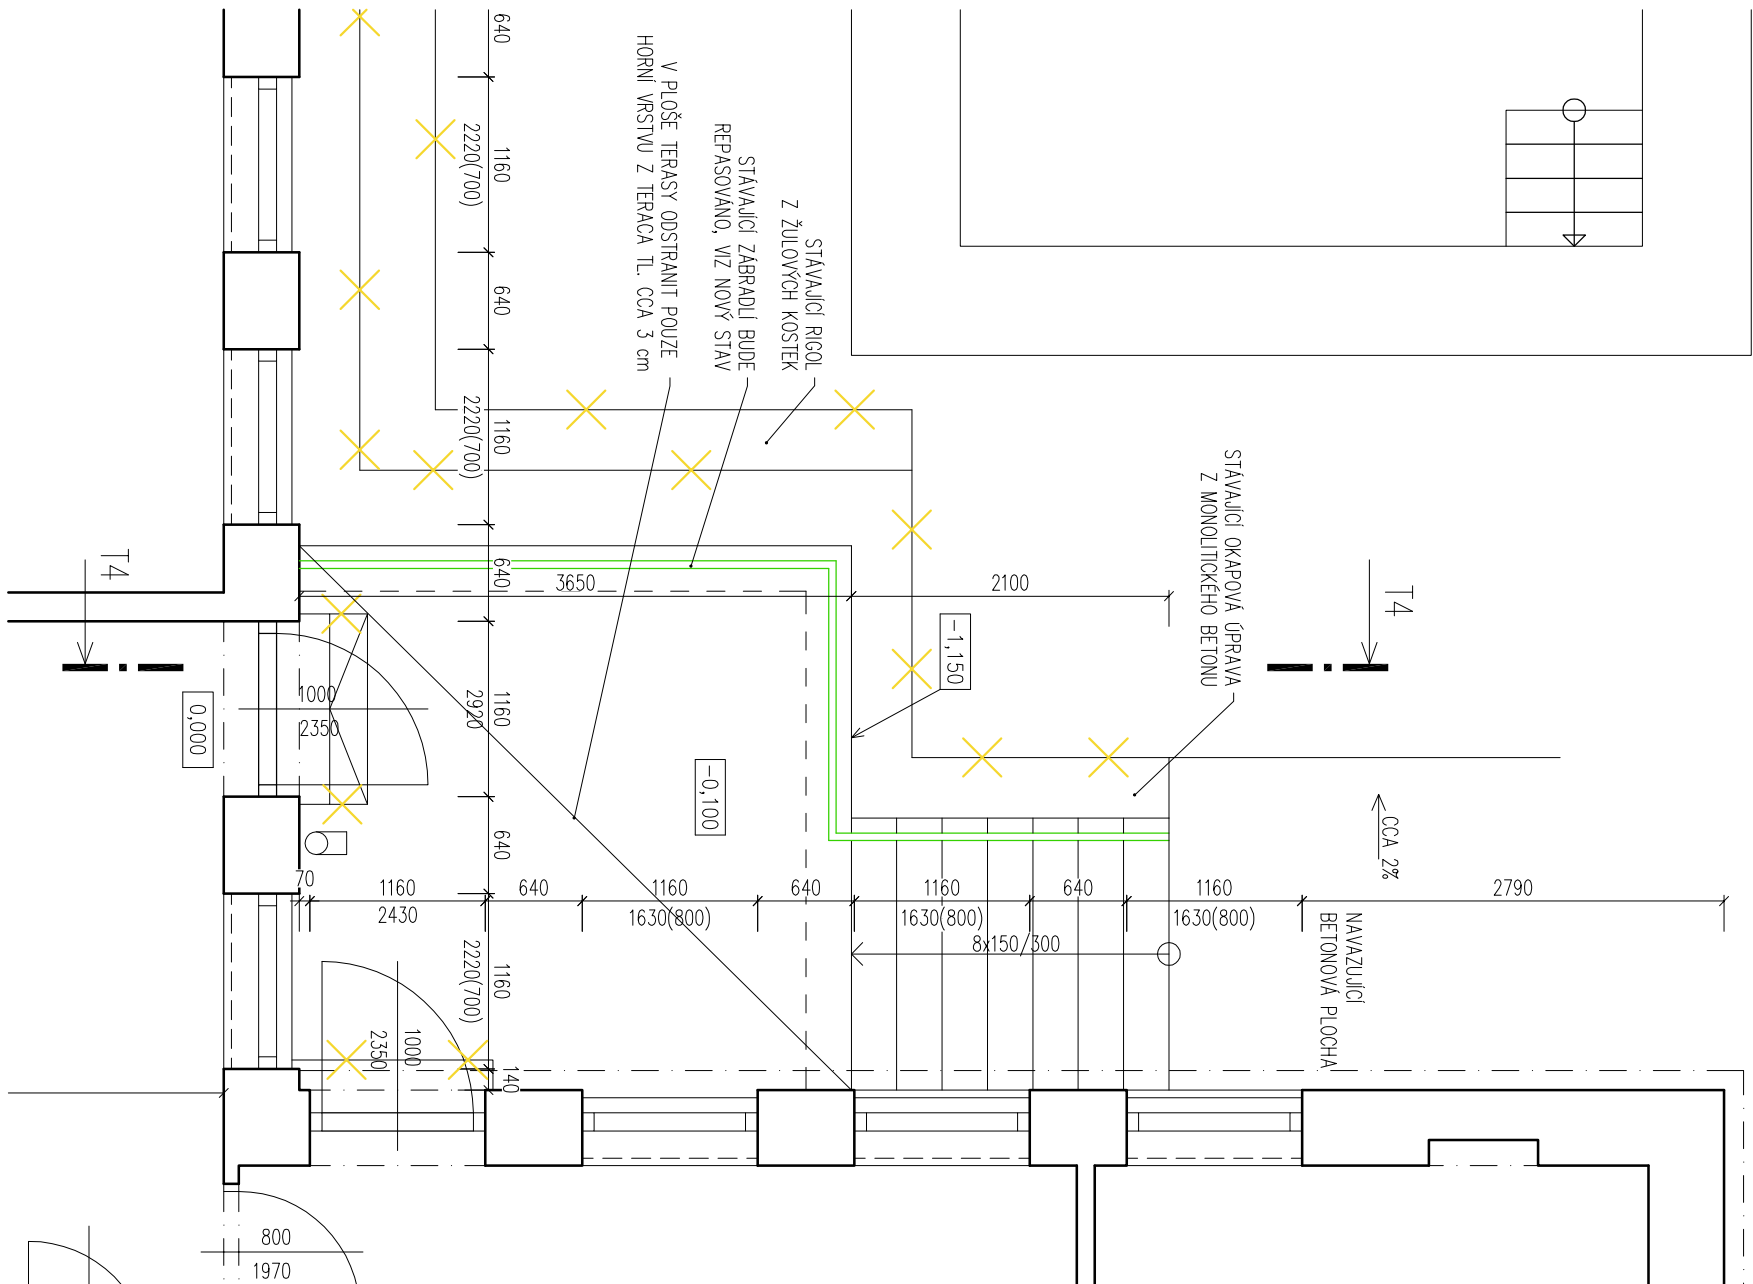 640
1160
2220(700)
640
1160
2220(700)
640
1160
2920
640
1160
2220(700)
140
V PLOŠE TERASY ODSTRANIT POUZE
HORNÍ VRSTVU Z TERACA TL. CCA 3 cm
STÁVAJÍCÍ ZÁBRADLÍ BUDE
REPASOVÁNO, VIZ NOVÝ STAV
STÁVAJÍCÍ RIGOL
Z ŽULOVÝCH KOSTEK
STÁVAJÍCÍ OKAPOVÁ ÚPRAVA
Z MONOLITICKÉHO BETONU
T4
T4
3650
2100
-1,150
0,000
-0,100
1000
2350
CCA 2%
70
1160
2430
640
1160
1630(800)
640
1160
1630(800)
640
1160
1630(800)
2790
8x150/300
NAVAZUJÍCÍ
BETONOVÁ PLOCHA
1000
2350
800
1970